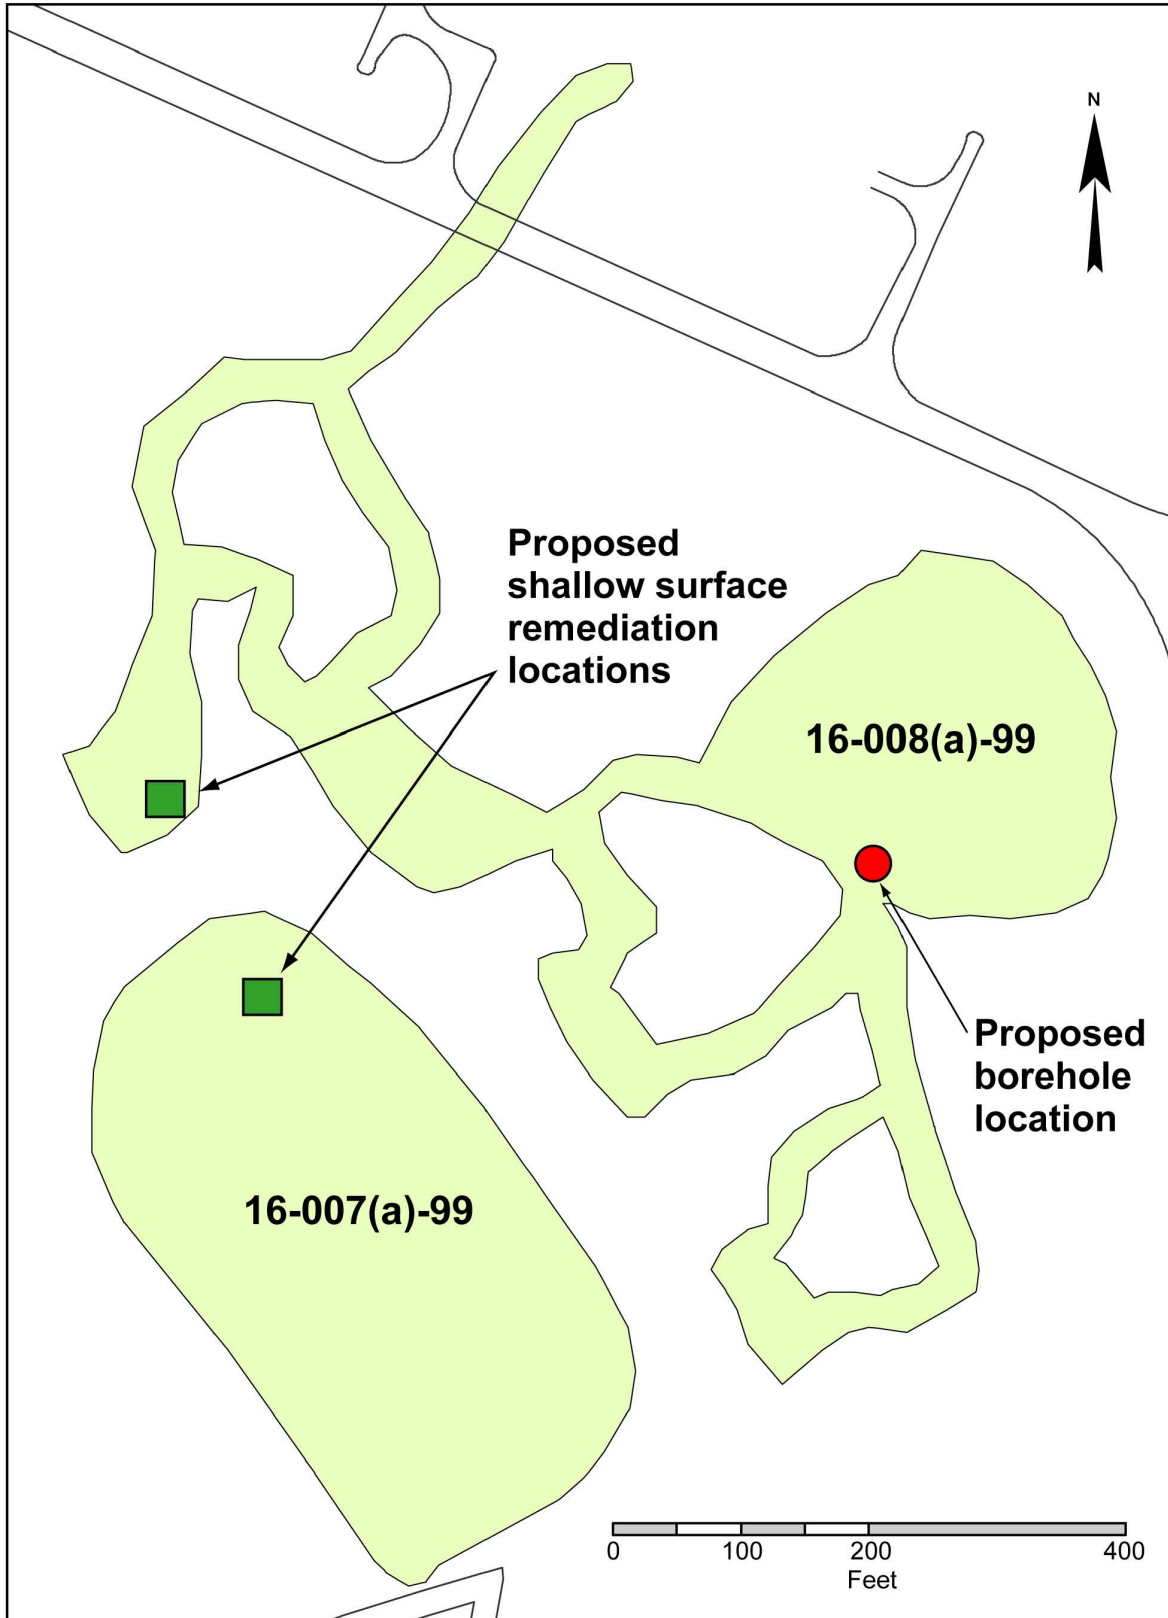 N
Proposed
shallow surface
remediation
locations
16-008(a)-99
Proposed
borehole
location
16-007(a)-99
0 100 200 400
Feet